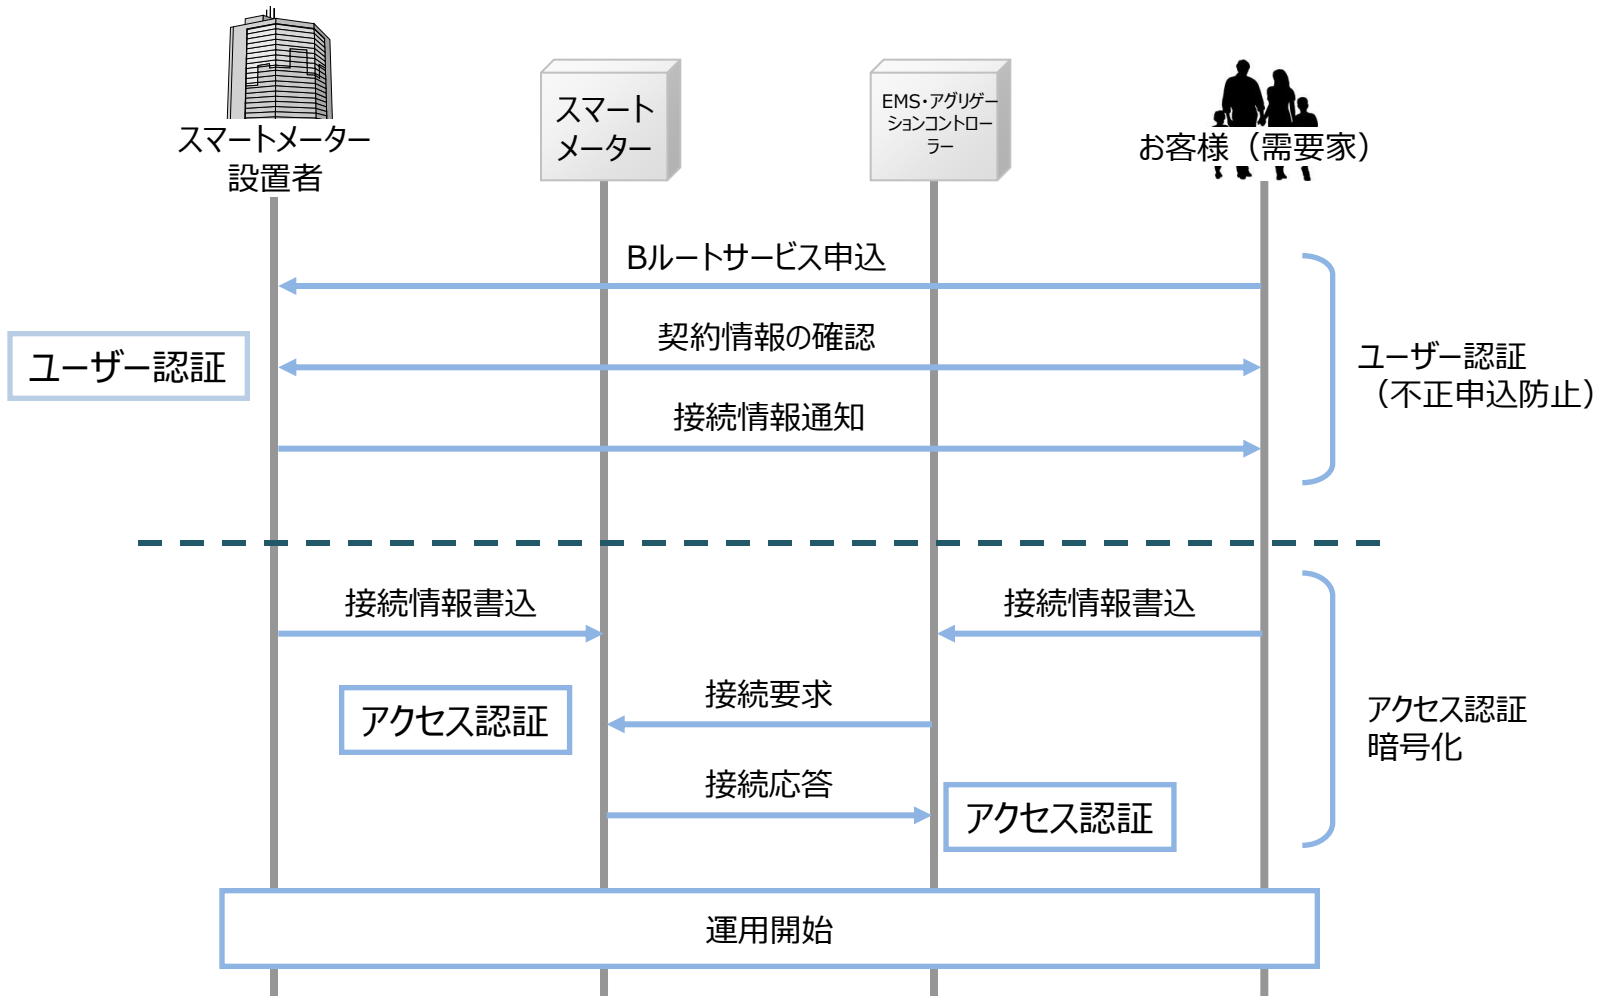 スマートメーター
設置者
スマート
メーター
EMS・アグリゲー
ションコントロー
ラー
お客様（需要家）
Bルートサービス申込
契約情報の確認
ユーザー認証
ユーザー認証
（不正申込防止）
接続情報通知
接続情報書込
接続情報書込
接続要求
アクセス認証
アクセス認証
暗号化
接続応答
アクセス認証
運用開始